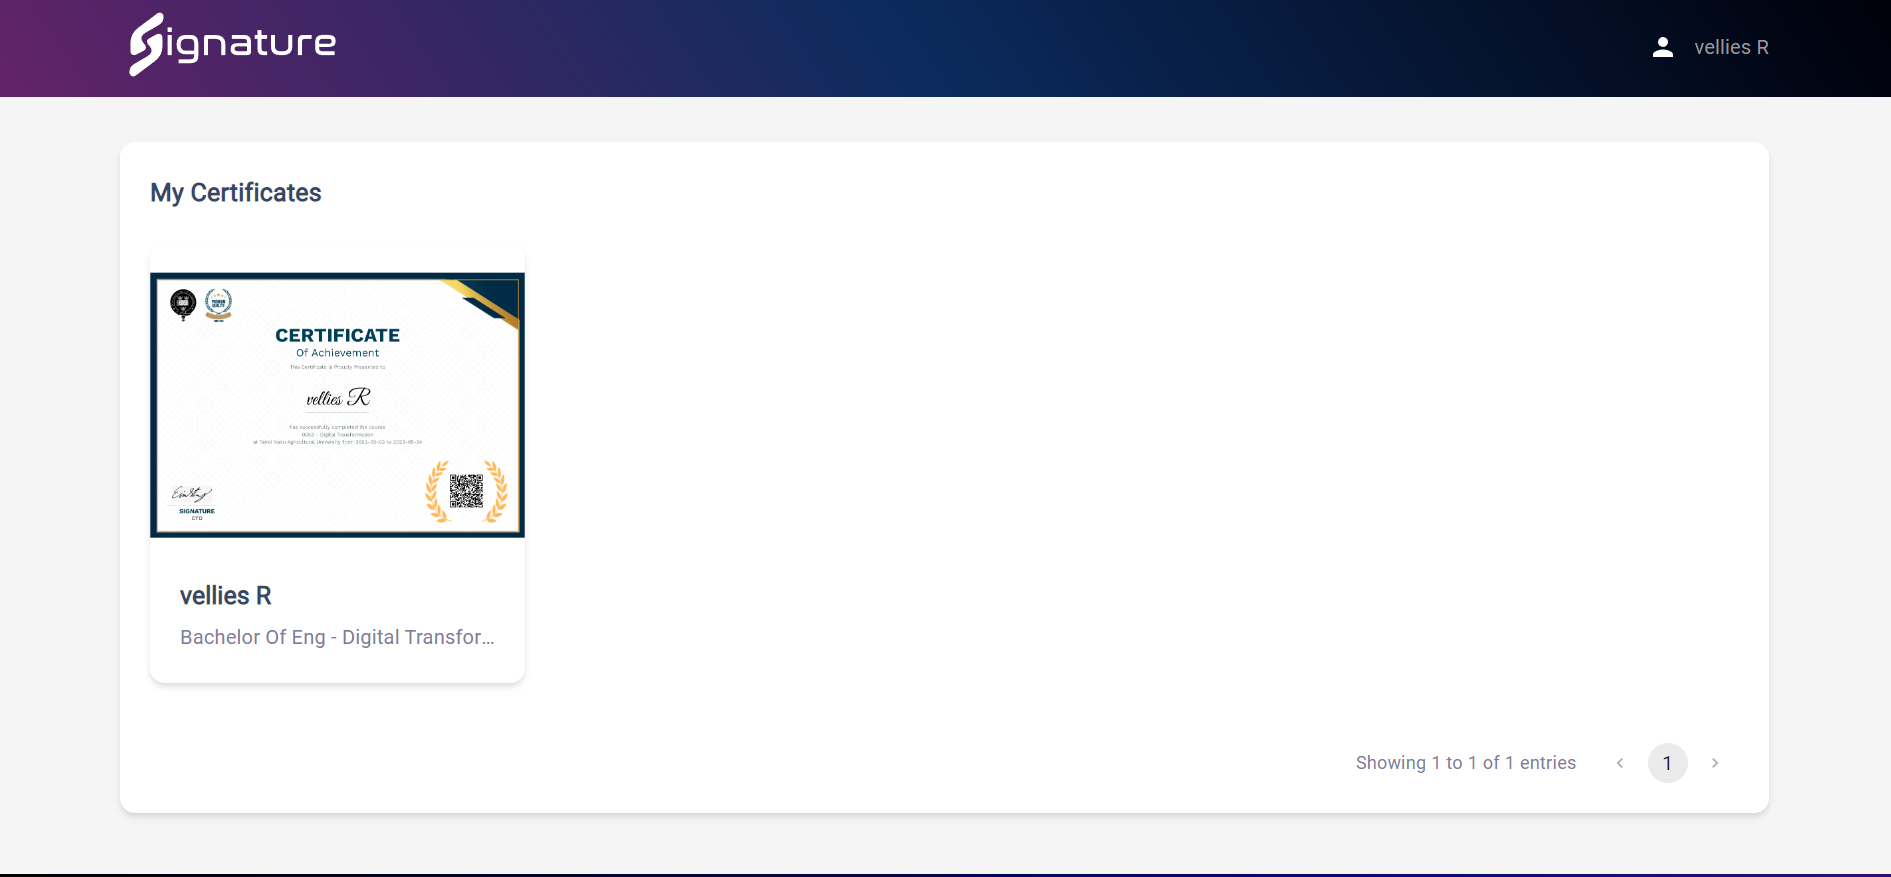 Signature
vellies R
My Certificates
CERTIFICATE
Of Achievement
This Certificate is Proudly Presented to
vellies R
has successfully completed the course
- Digital Transformation
at Tamil Nadu Agricultural University from 2022-05-03 to 2023-05-24
SIGNATURE
CTO
vellies R
Bachelor Of Eng - Digital Transfor...
Showing 1 to 1 of 1 entries
1